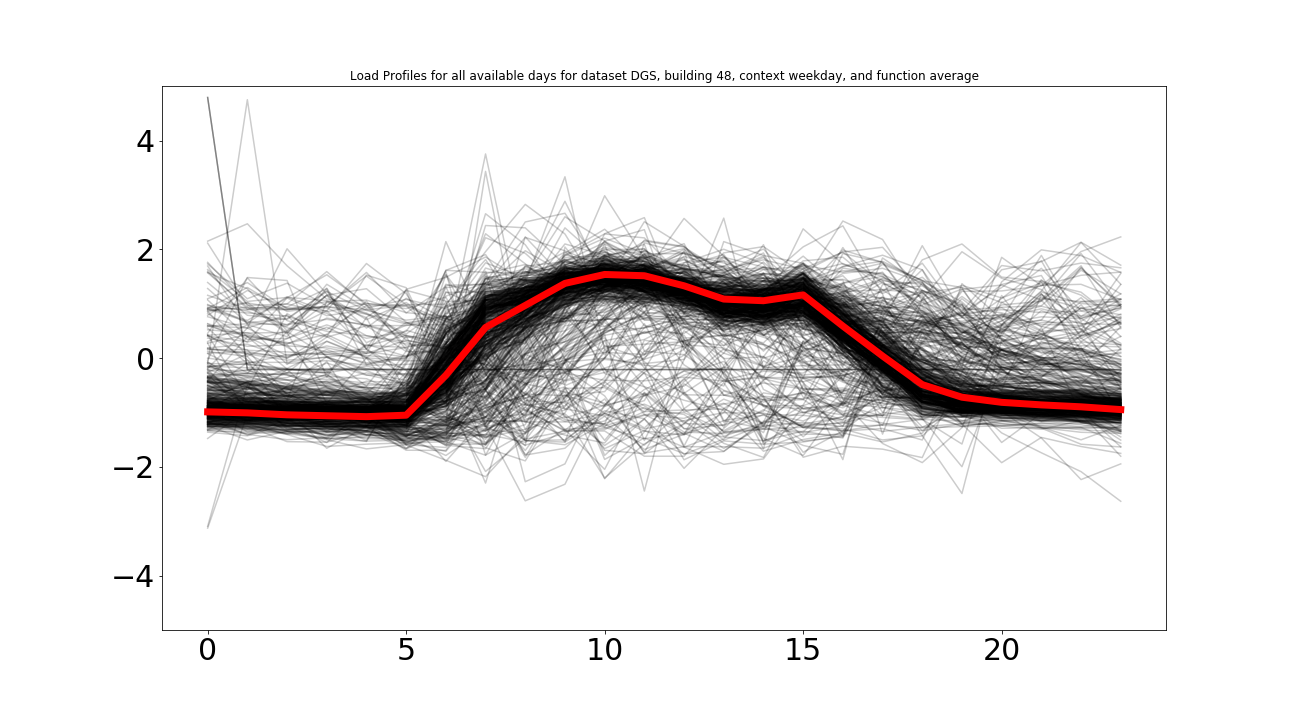 Load Profiles for all available days for dataset DGS, building 48, context weekday, and function average
4
2
0
−2
−4
0 5 10 15 20